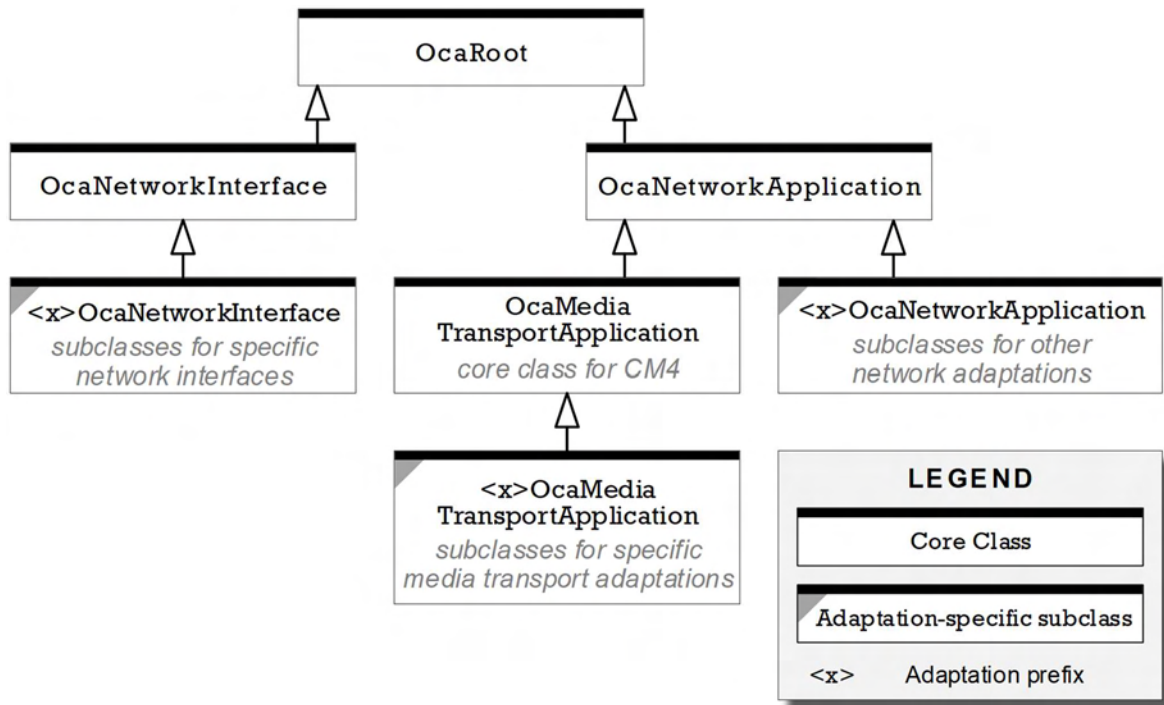 OcaRoot
OcaNetworkInterface
OcaNetworkApplication
<x>OcaNetworkInterface
subclasses for specific
network interfaces
OcaMedia
TransportApplication
core class for CM4
<x>OcaNetworkApplication
subclasses for other
network adaptations
<x>OcaMedia
TransportApplication
subclasses for specific
media transport adaptations
LEGEND
Core Class
Adaptation-specific subclass
<x> Adaptation prefix